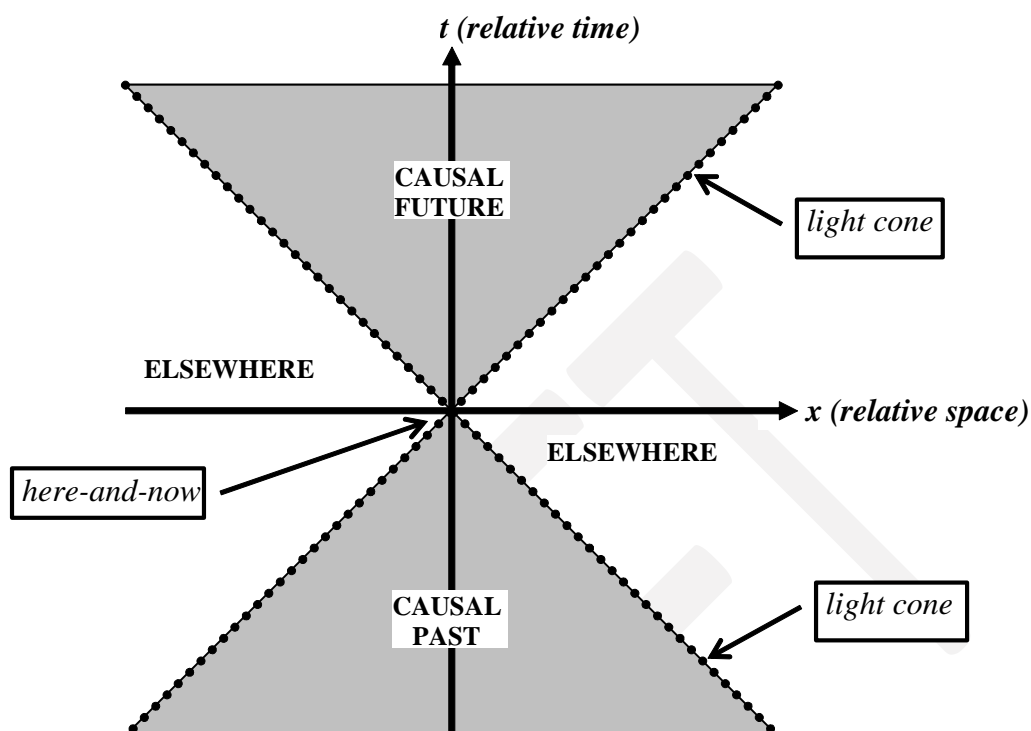 t (relative time)
CAUSAL
FUTURE
light cone
ELSEWHERE
x (relative space)
ELSEWHERE
here-and-now
CAUSAL
PAST
light cone